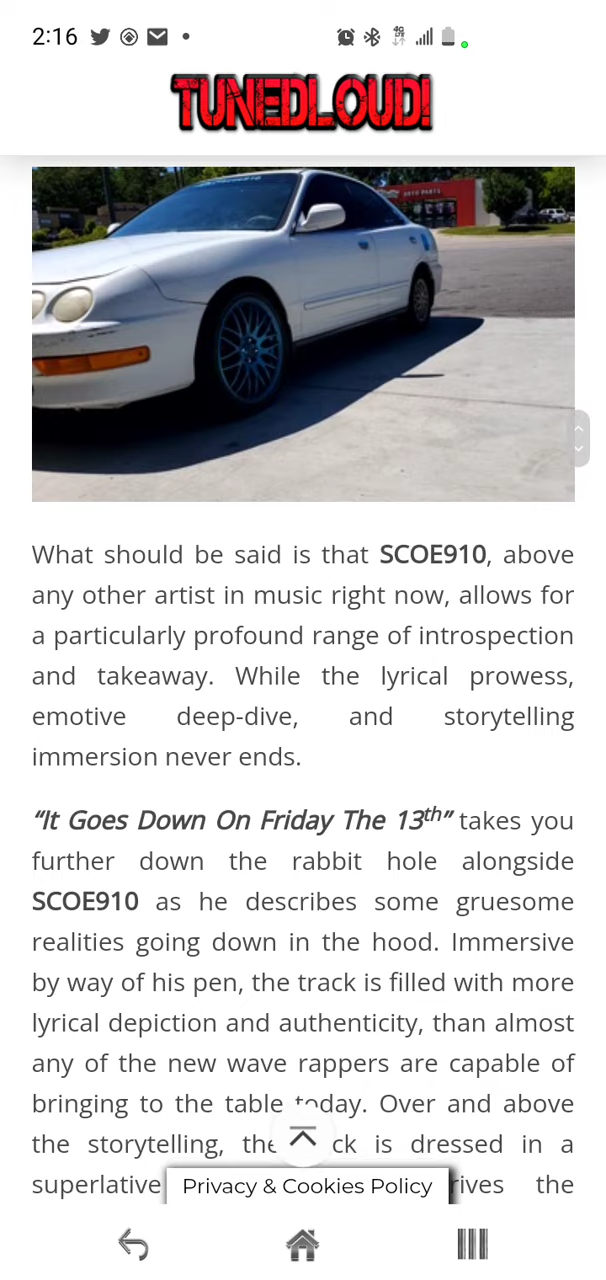 2:16
TUNEDLOUD!
AUTO PARTS
What should be said is that SCOE910, above
any other artist in music right now, allows for
a particularly profound range of introspection
and takeaway. While the lyrical prowess,
emotive deep-dive, and storytelling
immersion never ends.
“It Goes Down On Friday The 13th” takes you
further down the rabbit hole alongside
SCOE910 as he describes some gruesome
realities going down in the hood. Immersive
by way of his pen, the track is filled with more
lyrical depiction and authenticity, than almost
any of the new wave rappers are capable of
bringing to the table today. Over and above
the storytelling, the ck is dressed in a
superlative rives the
Privacy & Cookies Policy